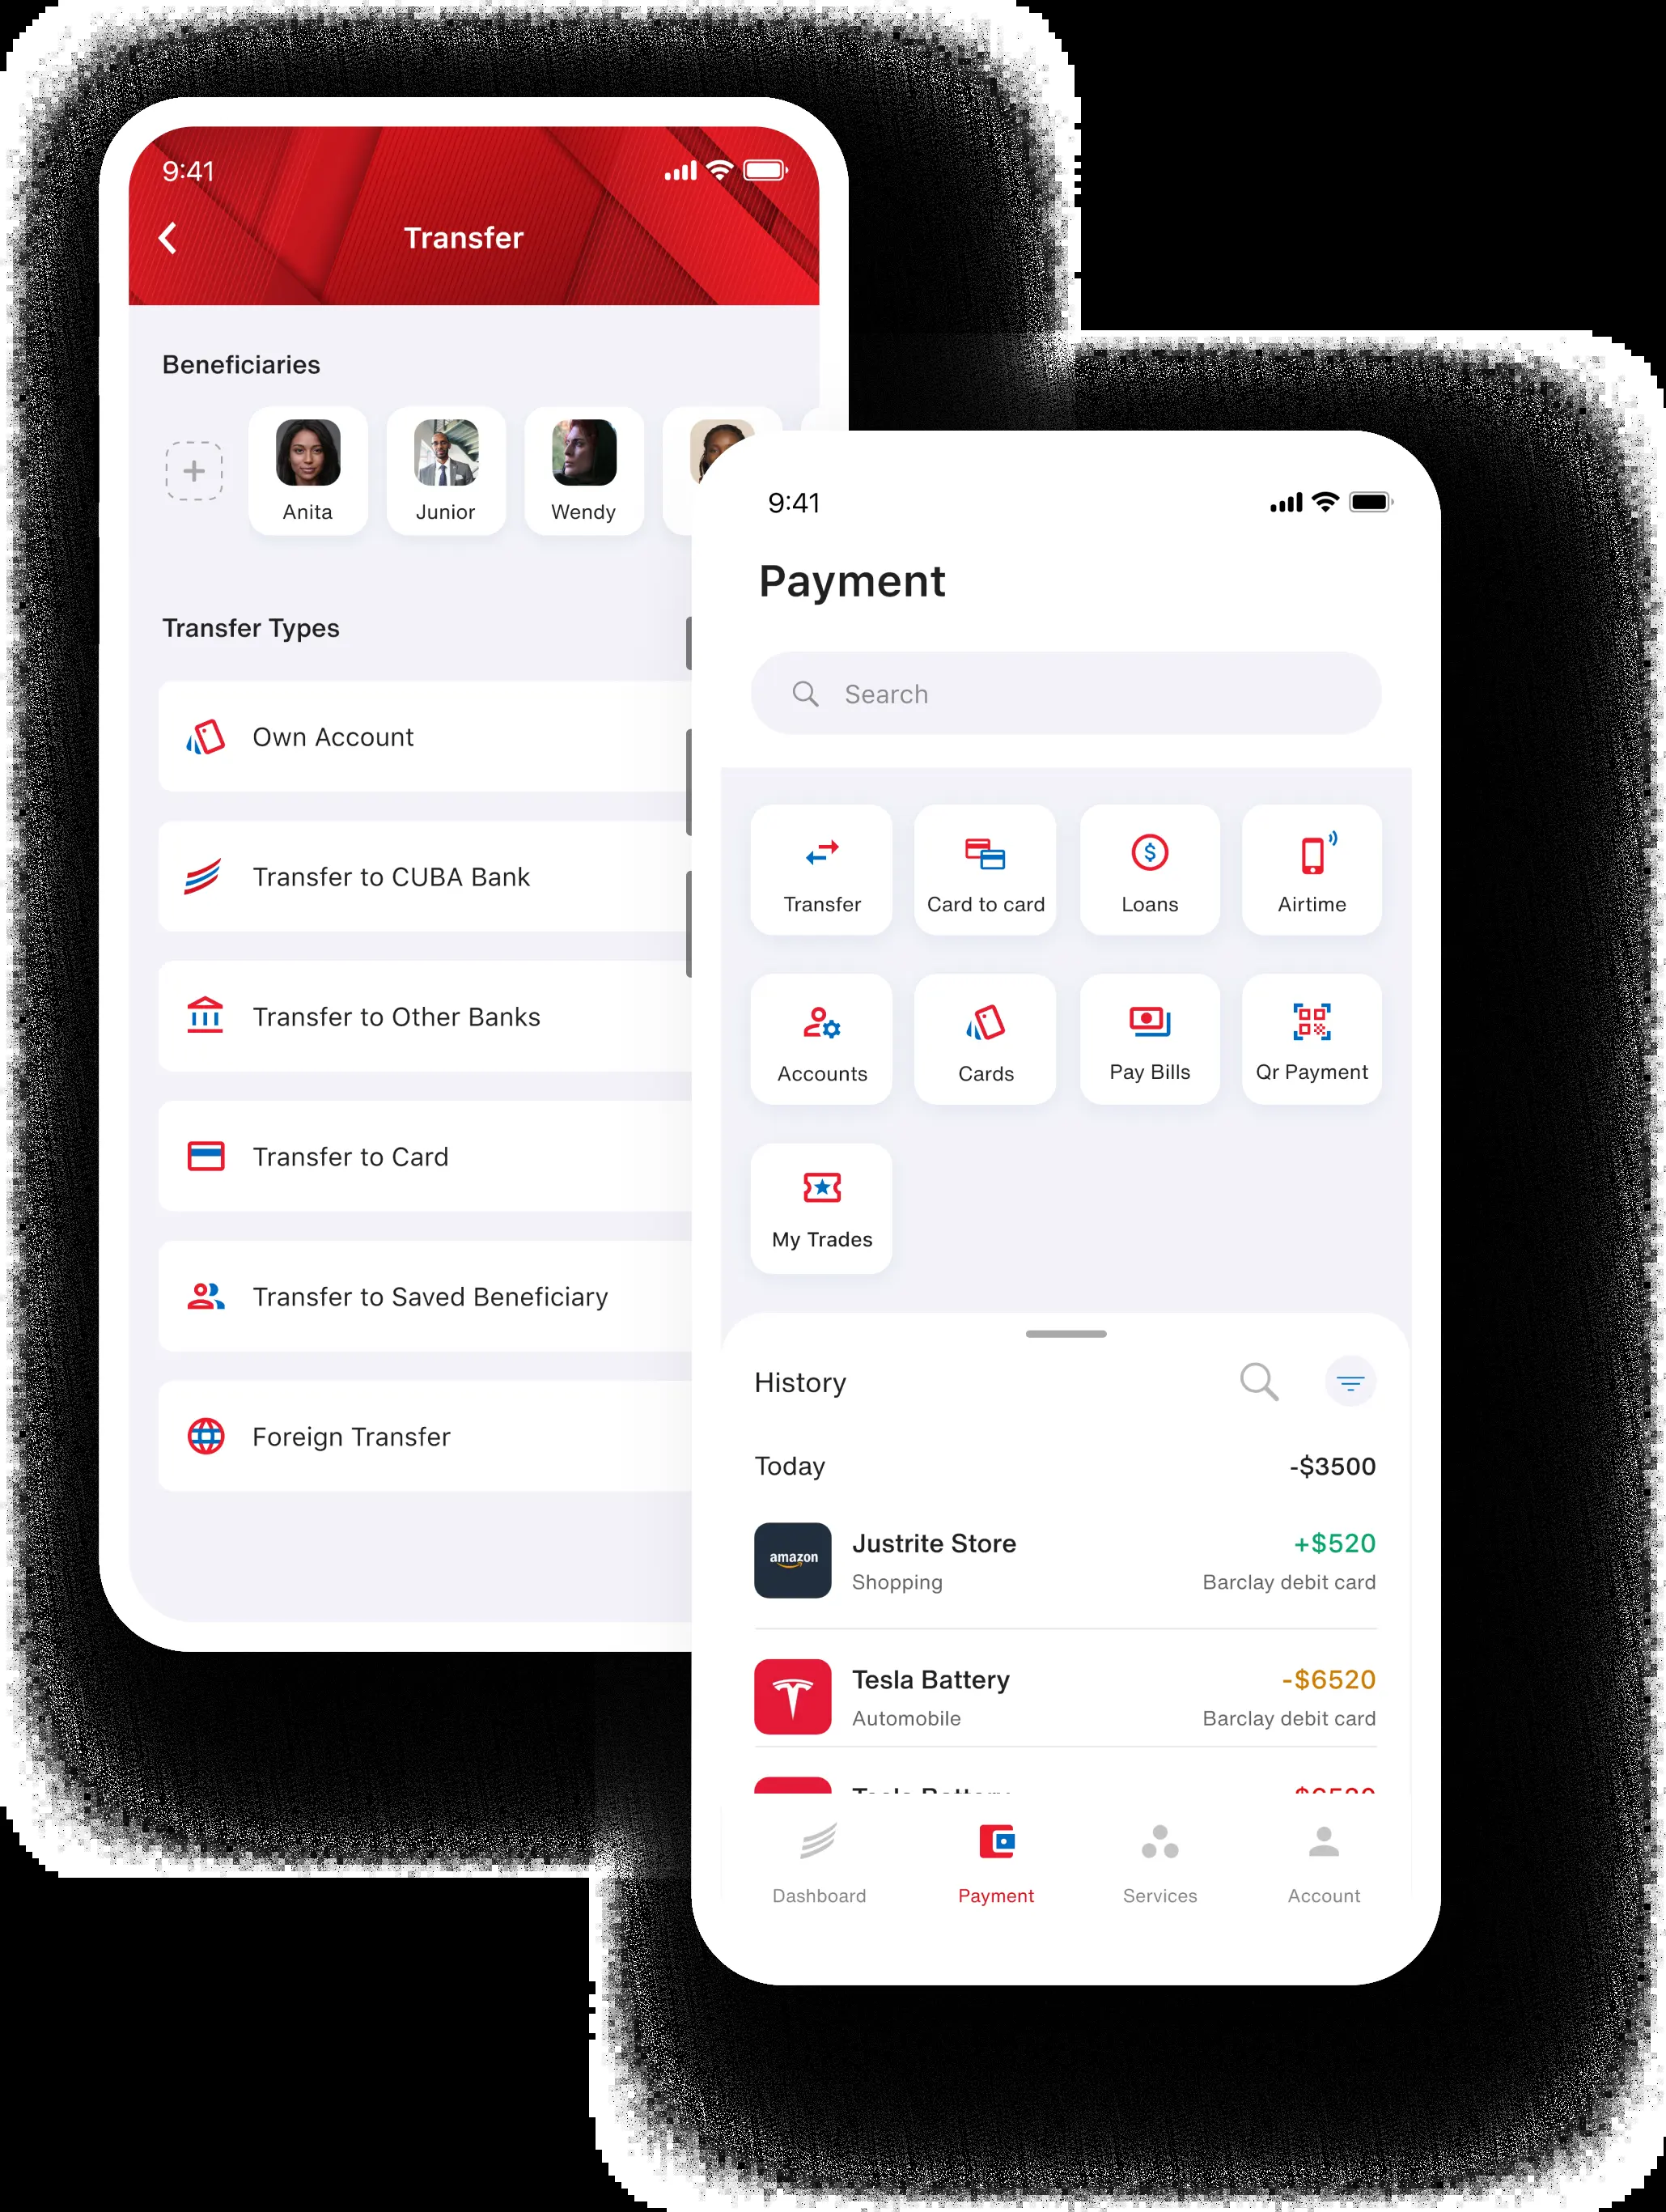 9:41
Transfer
Beneficiaries
Anita
Junior
Wendy
Transfer Types
Own Account
Transfer to CUBA Bank
Transfer to Other Banks
Transfer to Card
Transfer to Saved Beneficiary
Foreign Transfer
9:41
Payment
Search
Transfer
Card to card
Loans
Airtime
Accounts
Cards
Pay Bills
Qr Payment
My Trades
History
Today
-$3500
amazon
Justrite Store
+$520
Shopping
Barclay debit card
Tesla Battery
-$6520
Automobile
Barclay debit card
Dashboard
Payment
Services
Account